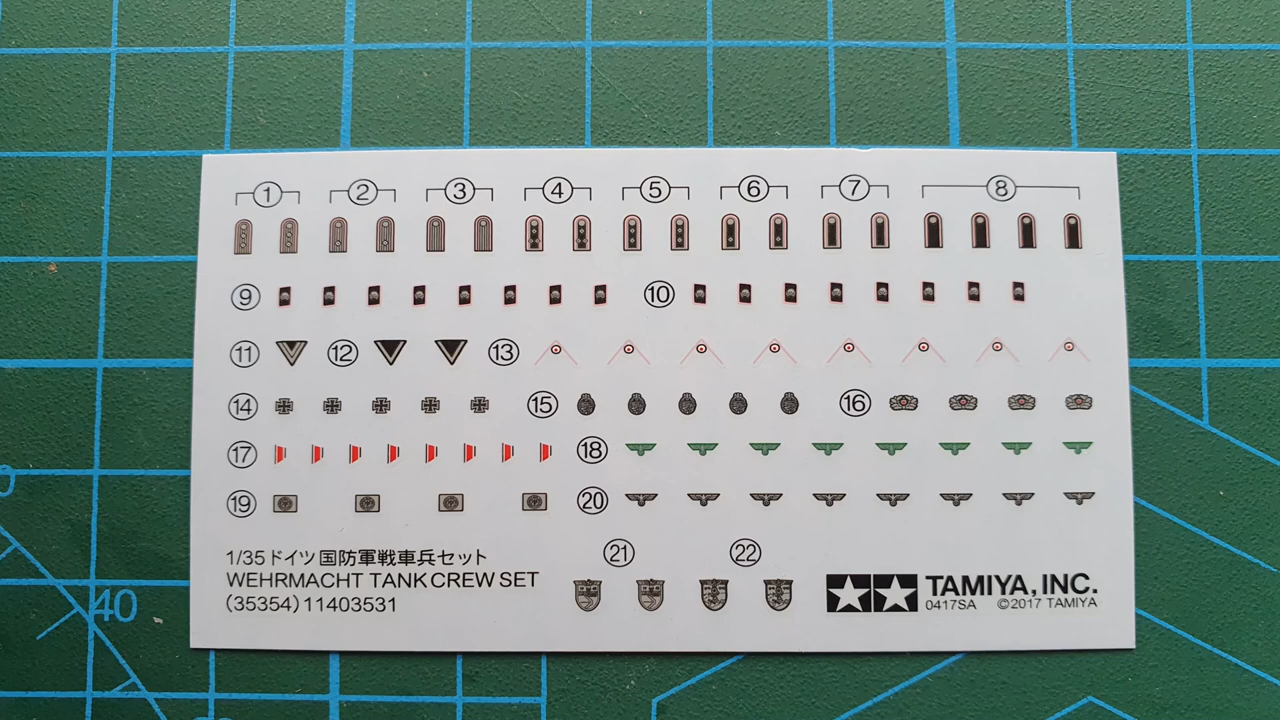 ① ② ③ ④ ⑤ ⑥ ⑦ ⑧
⑨ ⑩
⑪ ⑫ ⑬
⑭ ⑮ ⑯
⑰ ⑱
⑲ ⑳
㉑ ㉒
1/35 ドイツ国防軍戦車兵セット
WEHRMACHT TANK CREW SET
(35354) 11403531
TAMIYA, INC.
0417SA ©2017 TAMIYA
40